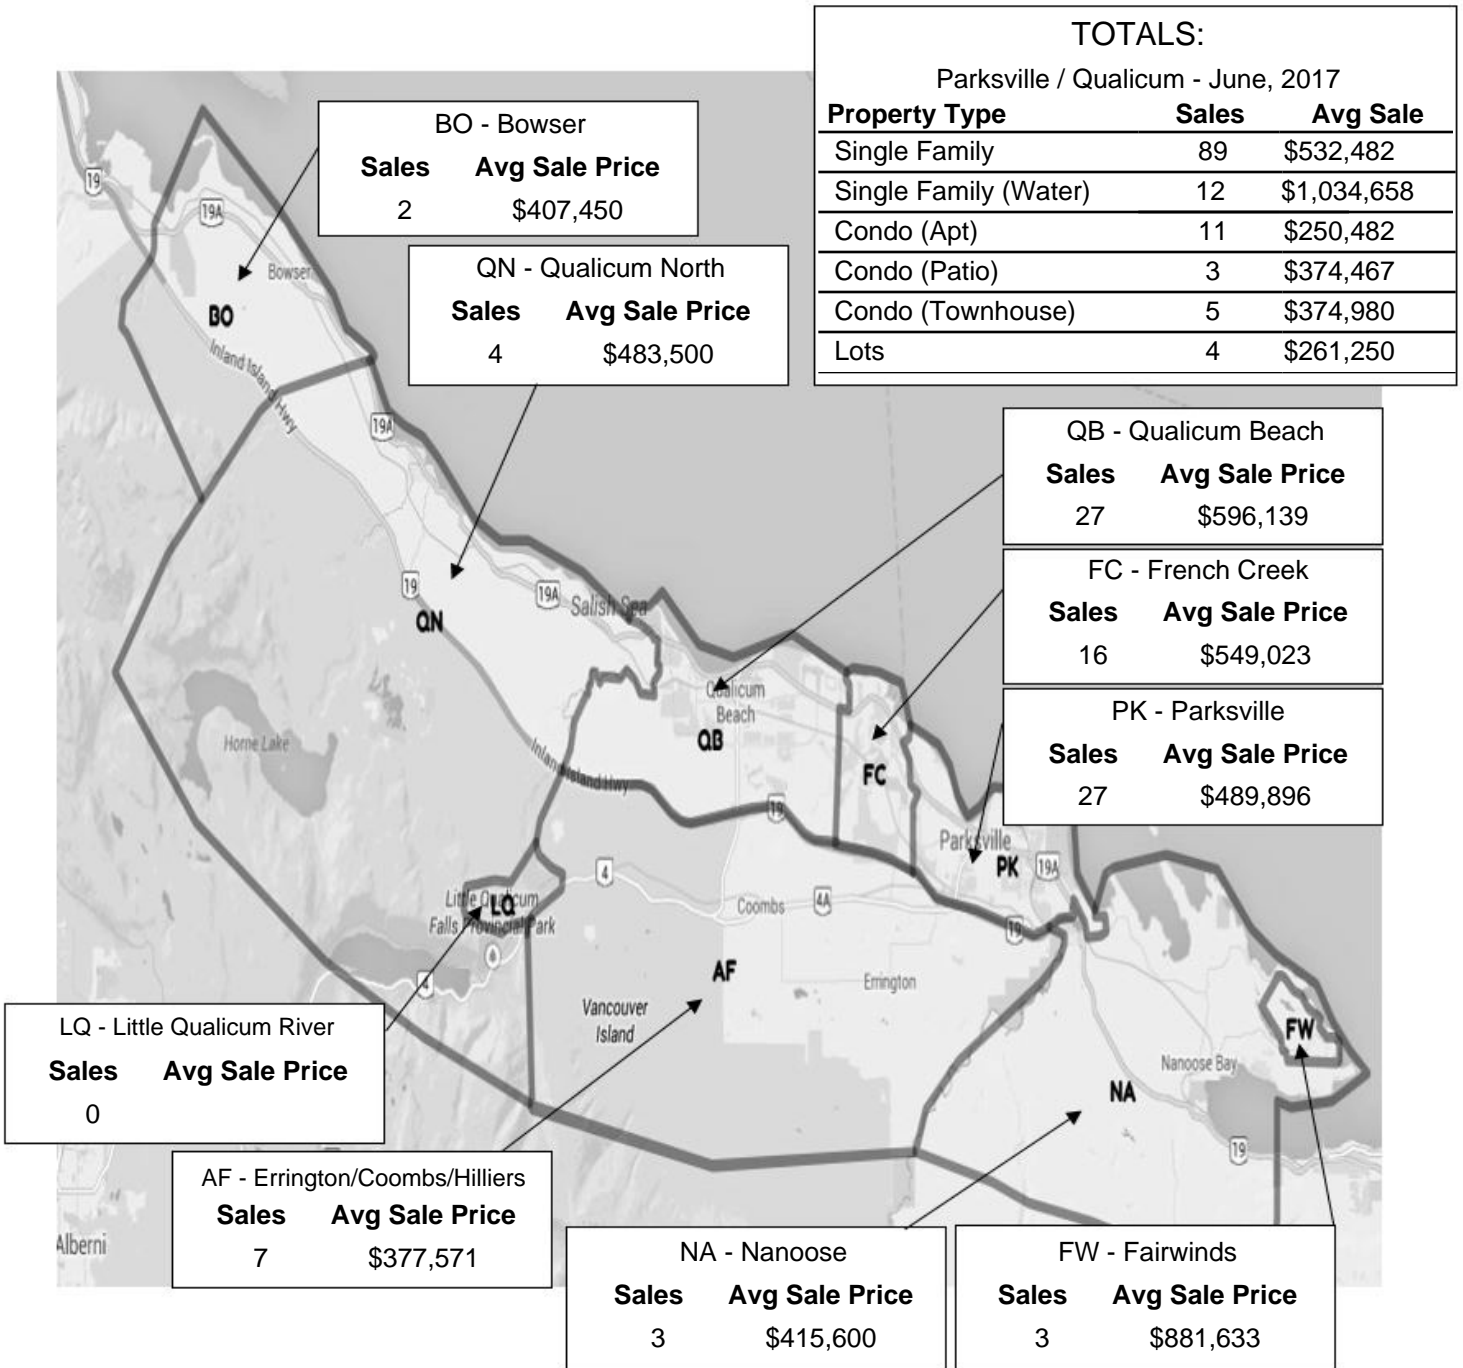 TOTALS:
Parksville / Qualicum - June, 2017
Property Type Sales Avg Sale
Single Family 89 $532,482
Single Family (Water) 12 $1,034,658
Condo (Apt) 11 $250,482
Condo (Patio) 3 $374,467
Condo (Townhouse) 5 $374,980
Lots 4 $261,250
BO - Bowser
Sales Avg Sale Price
2 $407,450
QN - Qualicum North
Sales Avg Sale Price
4 $483,500
QB - Qualicum Beach
Sales Avg Sale Price
27 $596,139
FC - French Creek
Sales Avg Sale Price
16 $549,023
PK - Parksville
Sales Avg Sale Price
27 $489,896
LQ - Little Qualicum River
Sales Avg Sale Price
0
AF - Errington/Coombs/Hilliers
Sales Avg Sale Price
7 $377,571
NA - Nanoose
Sales Avg Sale Price
3 $415,600
FW - Fairwinds
Sales Avg Sale Price
3 $881,633
19
19A
Bowser
BO
Inland Island Hwy
19A
19
19A
Salish Sea
QN
Qualicum
Beach
QB
Horne Lake
Inland Island Hwy
FC
19
Parksville
PK
19A
4
Little Qualicum
Falls Provincial Park
LQ
Coombs
4A
19
4
AF
Errington
Vancouver
Island
FW
Nanoose Bay
NA
19
Alberni